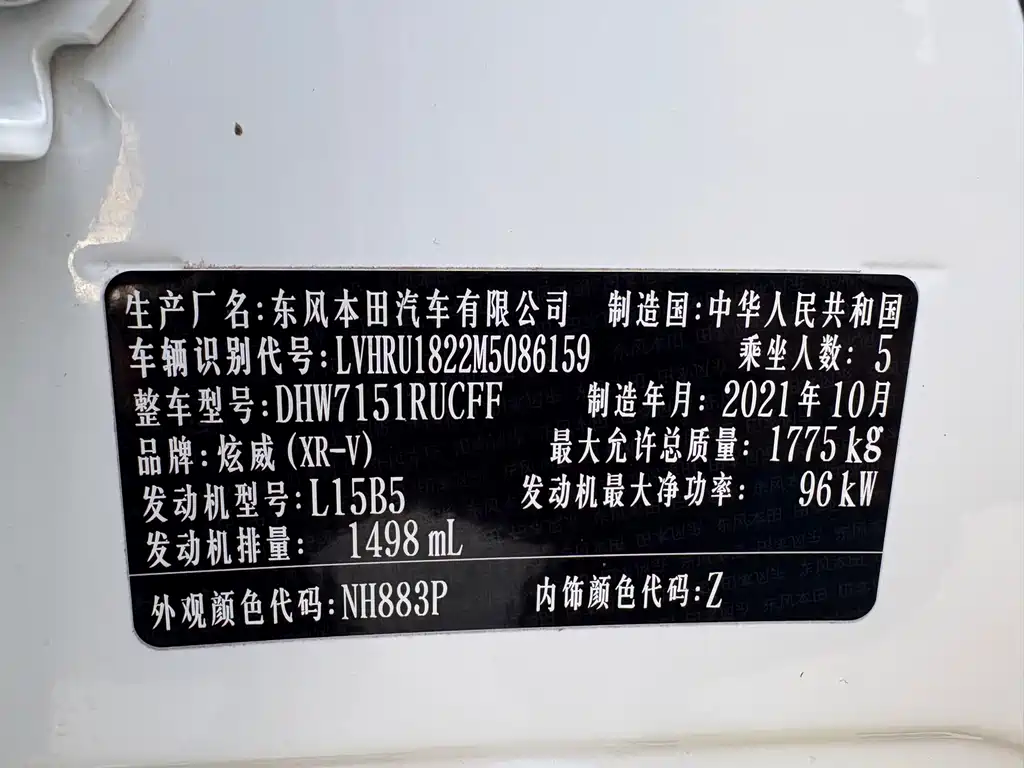 生产厂名:东风本田汽车有限公司 制造国:中华人民共和国
车辆识别代号:LVHRU1822M5086159 乘坐人数: 5
整车型号:DHW7151RUCFF 制造年月: 2021年10月
品牌:炫威(XR-V) 最大允许总质量: 1775kg
发动机型号:L15B5 发动机最大净功率: 96kW
发动机排量: 1498mL
外观颜色代码:NH883P 内饰颜色代码:Z